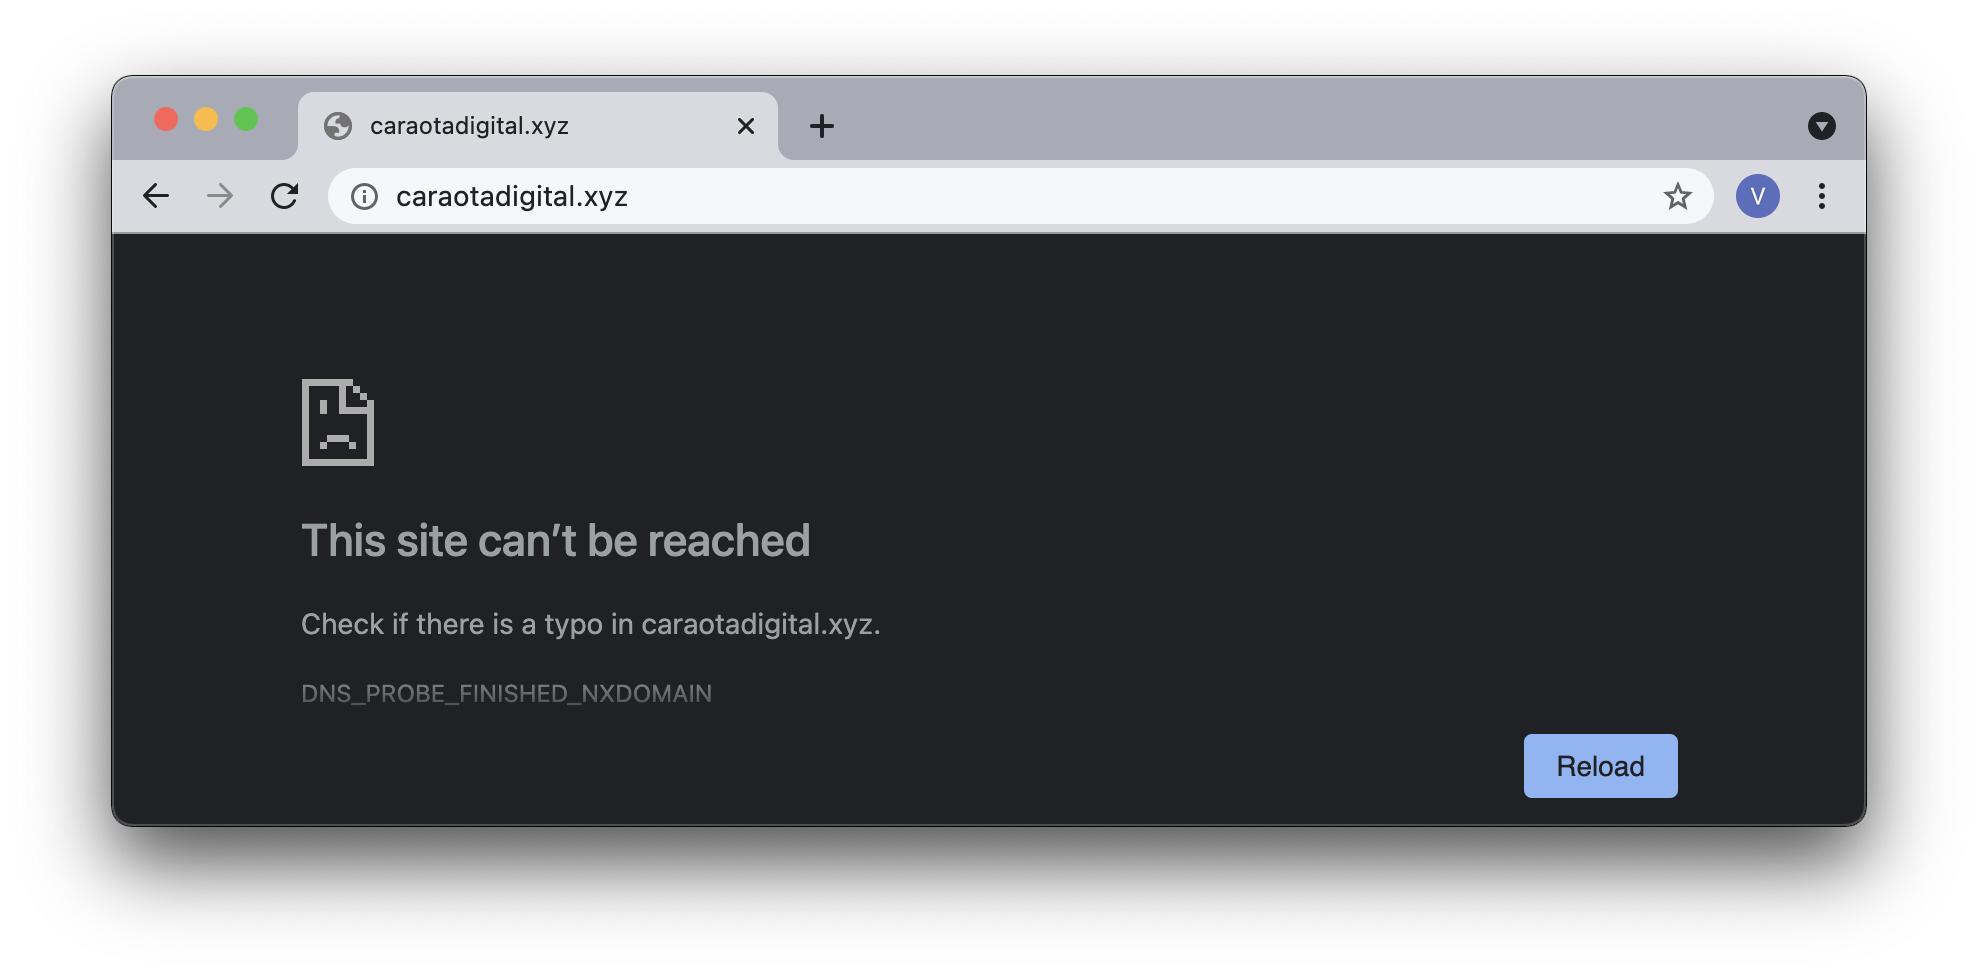 caraotadigital.xyz
caraotadigital.xyz
V
This site can’t be reached
Check if there is a typo in caraotadigital.xyz.
DNS_PROBE_FINISHED_NXDOMAIN
Reload